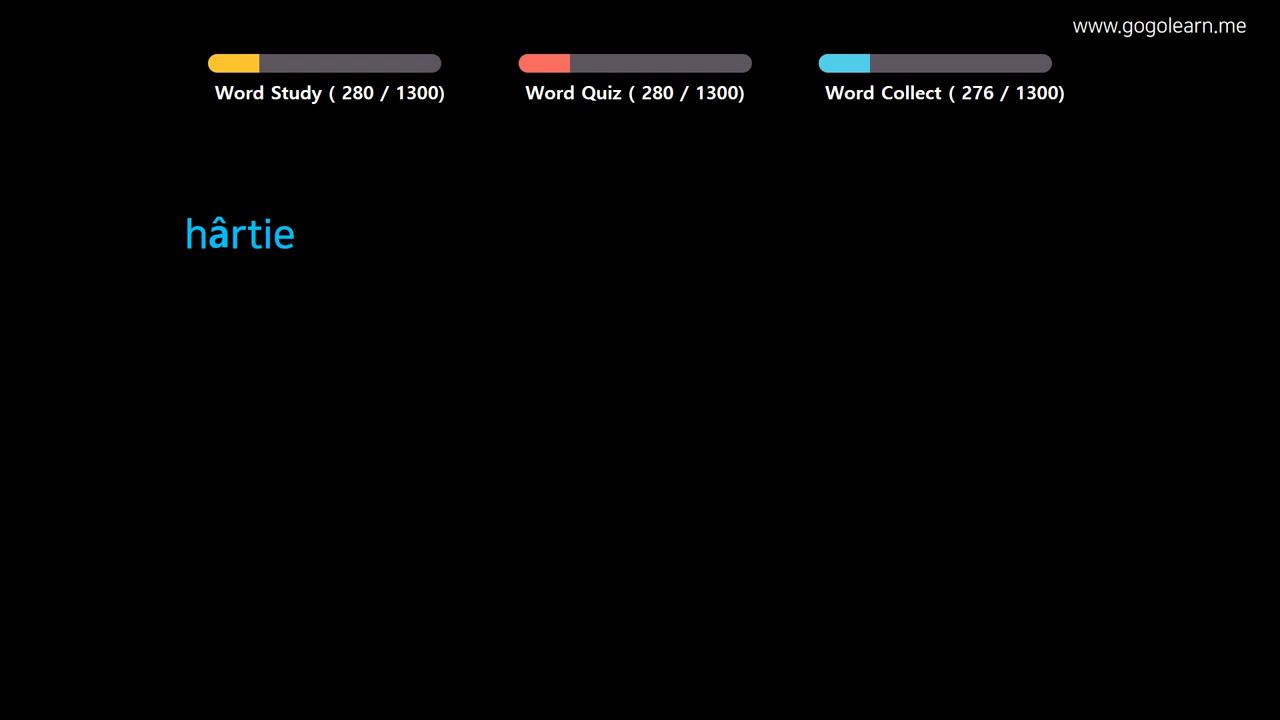 www.gogolearn.me
Word Study ( 280 / 1300)
Word Quiz ( 280 / 1300)
Word Collect ( 276 / 1300)
hârtie